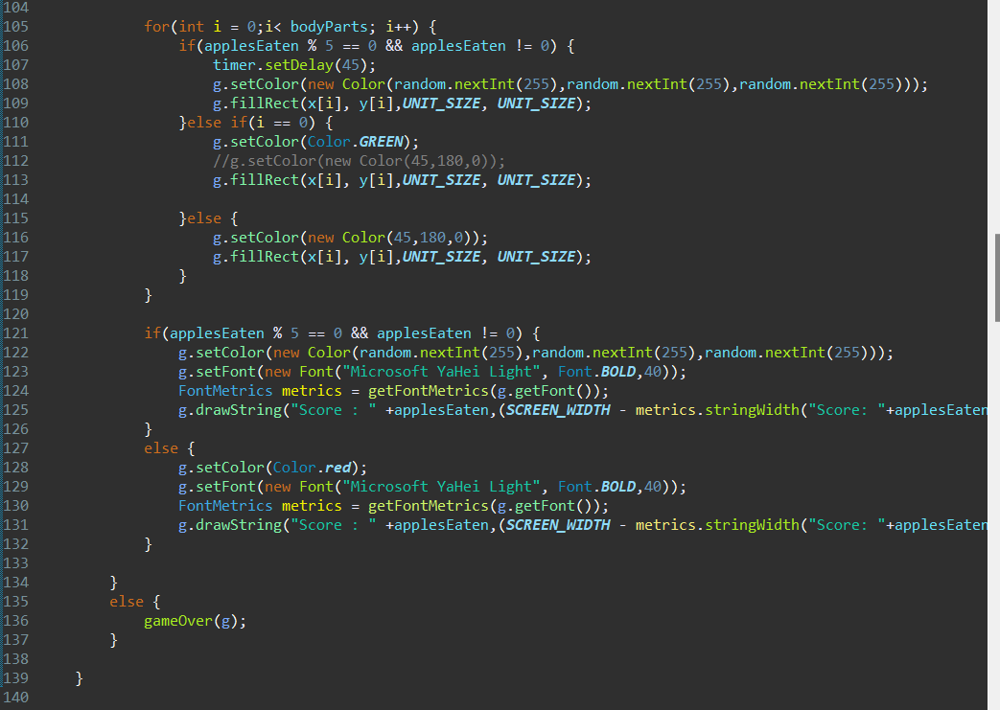 104
105 for(int i = 0;i< bodyParts; i++) {
106 if(applesEaten % 5 == 0 && applesEaten != 0) {
107 timer.setDelay(45);
108 g.setColor(new Color(random.nextInt(255),random.nextInt(255),random.nextInt(255)));
109 g.fillRect(x[i], y[i],UNIT_SIZE, UNIT_SIZE);
110 }else if(i == 0) {
111 g.setColor(Color.GREEN);
112 //g.setColor(new Color(45,180,0));
113 g.fillRect(x[i], y[i],UNIT_SIZE, UNIT_SIZE);
114
115 }else {
116 g.setColor(new Color(45,180,0));
117 g.fillRect(x[i], y[i],UNIT_SIZE, UNIT_SIZE);
118 }
119 }
120
121 if(applesEaten % 5 == 0 && applesEaten != 0) {
122 g.setColor(new Color(random.nextInt(255),random.nextInt(255),random.nextInt(255)));
123 g.setFont(new Font("Microsoft YaHei Light", Font.BOLD,40));
124 FontMetrics metrics = getFontMetrics(g.getFont());
125 g.drawString("Score : " +applesEaten,(SCREEN_WIDTH - metrics.stringWidth("Score: "+applesEaten
126 }
127 else {
128 g.setColor(Color.red);
129 g.setFont(new Font("Microsoft YaHei Light", Font.BOLD,40));
130 FontMetrics metrics = getFontMetrics(g.getFont());
131 g.drawString("Score : " +applesEaten,(SCREEN_WIDTH - metrics.stringWidth("Score: "+applesEaten
132 }
133
134 }
135 else {
136 gameOver(g);
137 }
138
139 }
140